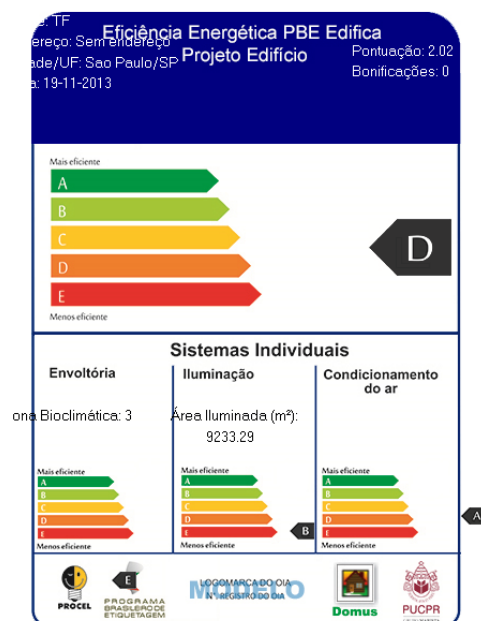 Eficiência Energética PBE Edifica
Projeto Edifício
: TF
ereço: Sem endereço
ade/UF: Sao Paulo/SP
a: 19-11-2013
Pontuação: 2.02
Bonificações: 0
Mais eficiente
A
B
C
D
E
Menos eficiente
D
Sistemas Individuais
Envoltória
ona Bioclimática: 3
Mais eficiente
A
B
C
D
E
Menos eficiente
Iluminação
Área Iluminada (m²):
9233.29
Mais eficiente
A
B
C
D
E
Menos eficiente
B
Condicionamento
do ar
Mais eficiente
A
B
C
D
E
Menos eficiente
A
PROCEL
E
PROGRAMA
BRASILEIRO DE
ETIQUETAGEM
MODELO
LOGOMARCA DO OIA
N°. REGISTRO DO OIA
Domus
PUCPR